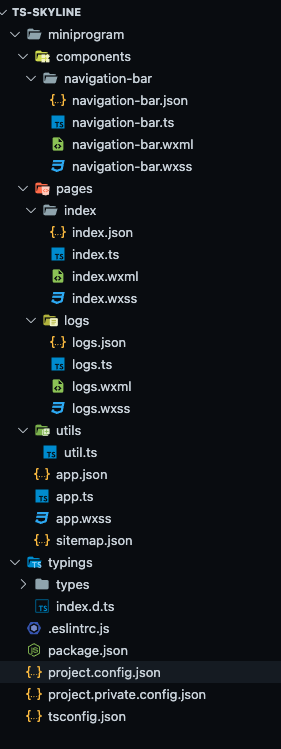 TS-SKYLINE
miniprogram
components
navigation-bar
navigation-bar.json
navigation-bar.ts
navigation-bar.wxml
navigation-bar.wxss
pages
index
index.json
index.ts
index.wxml
index.wxss
logs
logs.json
logs.ts
logs.wxml
logs.wxss
utils
util.ts
app.json
app.ts
app.wxss
sitemap.json
typings
types
index.d.ts
.eslintrc.js
package.json
project.config.json
project.private.config.json
tsconfig.json